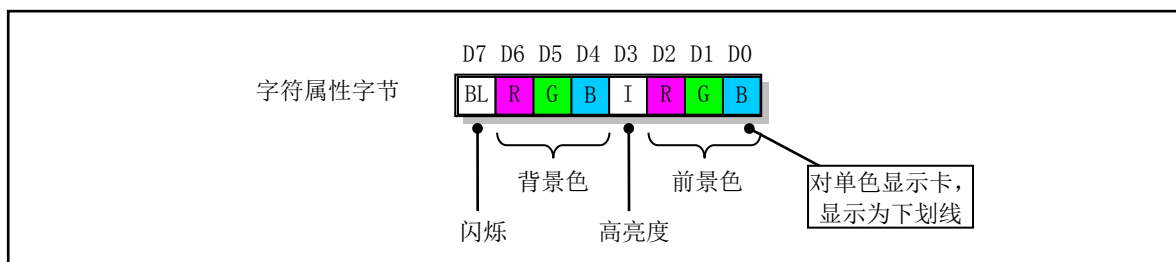 D7 D6 D5 D4 D3 D2 D1 D0
字符属性字节
BL R G B I R G B
背景色
前景色
对单色显示卡，
显示为下划线
闪烁
高亮度